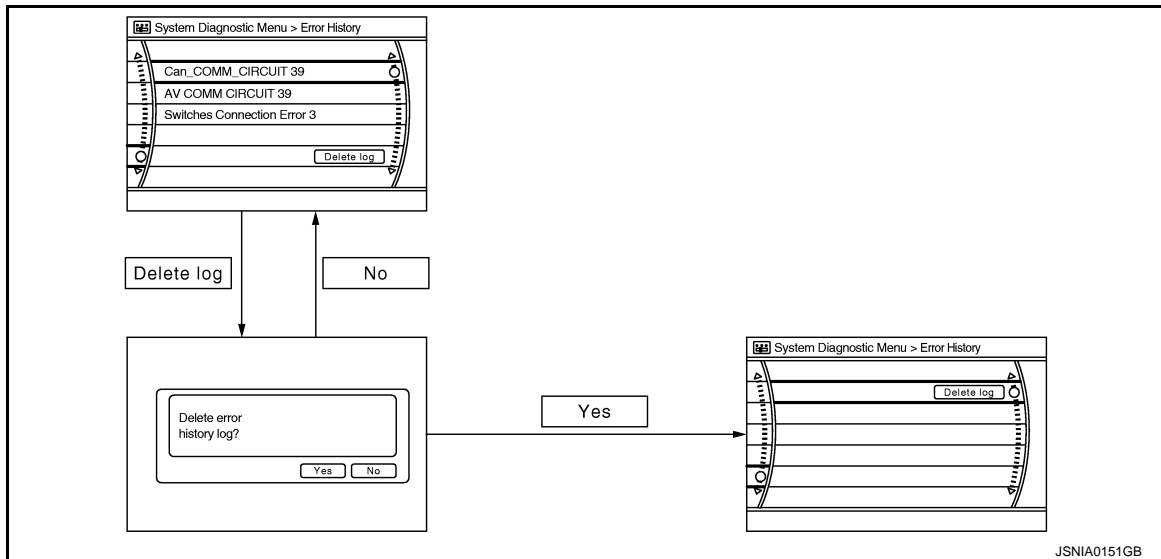 System Diagnostic Menu > Error History
Can_COMM_CIRCUIT 39
AV COMM CIRCUIT 39
Switches Connection Error 3
Delete log
Delete log
No
Delete error
history log?
Yes
No
Yes
System Diagnostic Menu > Error History
Delete log
JSNIA0151GB